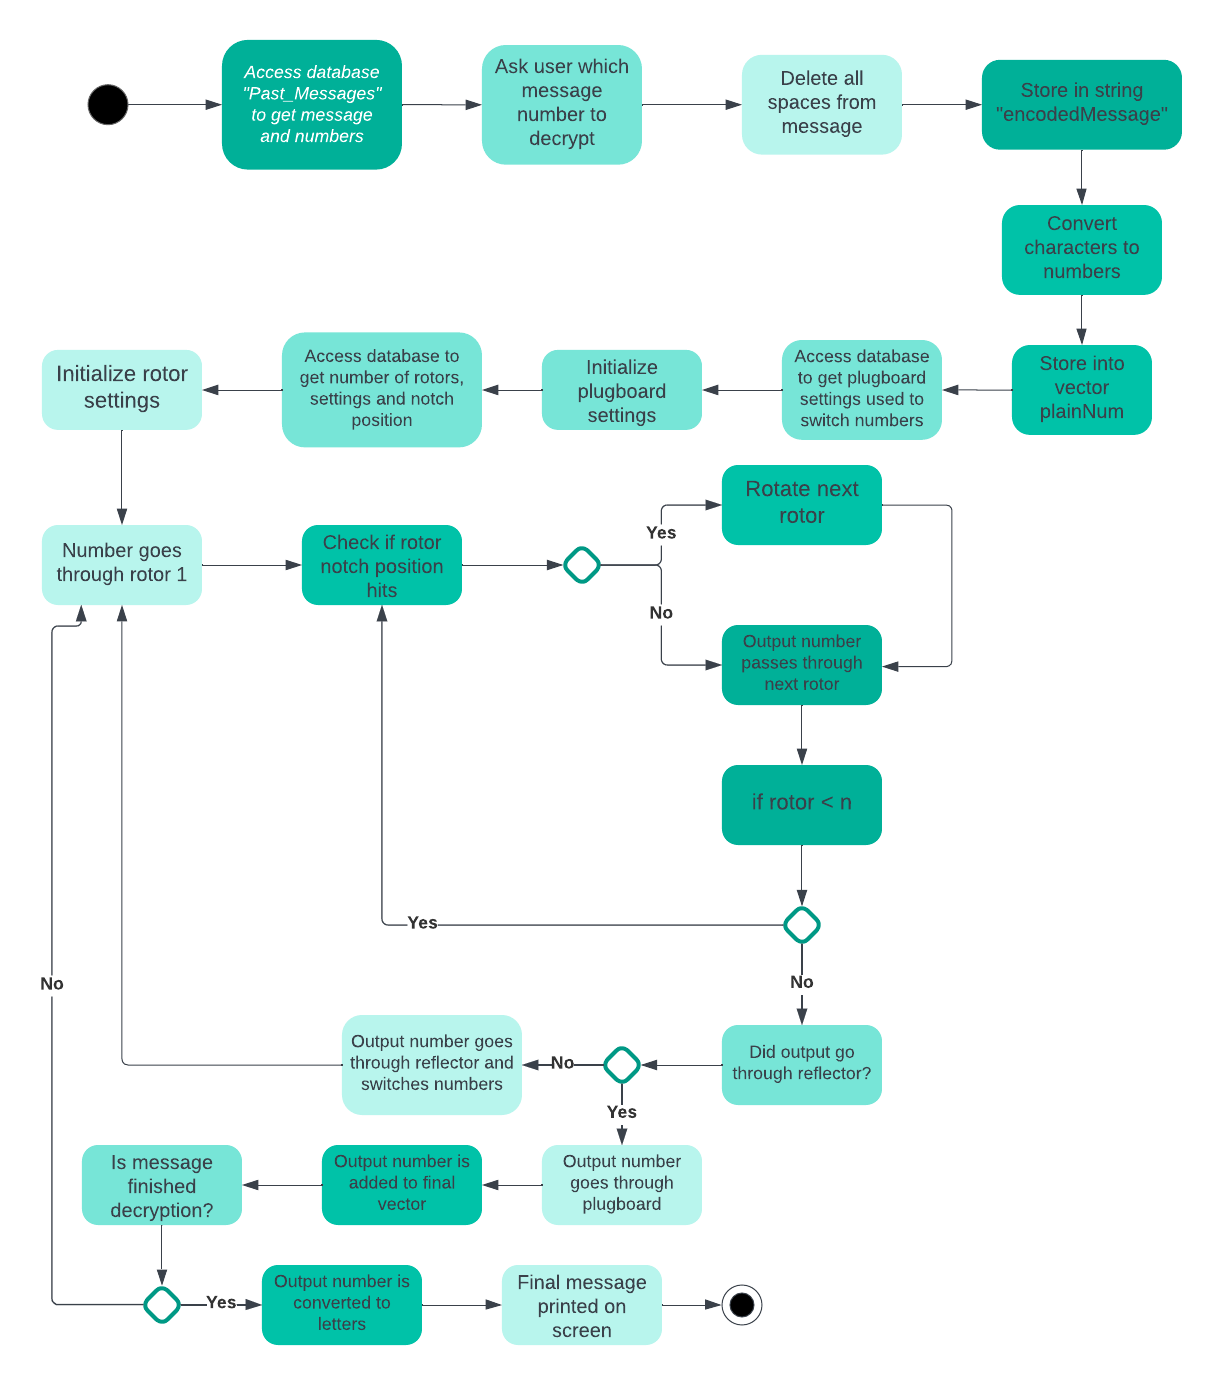 Access database
"Past_Messages"
to get message
and numbers
Ask user which
message
number to
decrypt
Delete all
spaces from
message
Store in string
"encodedMessage"
Convert
characters to
numbers
Store into
vector
plainNum
Access database
to get plugboard
settings used to
switch numbers
Initialize
plugboard
settings
Access database to
get number of rotors,
settings and notch
position
Initialize rotor
settings
Number goes
through rotor 1
Check if rotor
notch position
hits
Yes
Rotate next
rotor
No
Output number
passes through
next rotor
if rotor < n
Yes
No
Did output go
through reflector?
No
Output number goes
through reflector and
switches numbers
Yes
Output number
goes through
plugboard
Output number is
added to final
vector
Is message
finished
decryption?
No
Yes
Output number is
converted to
letters
Final message
printed on
screen